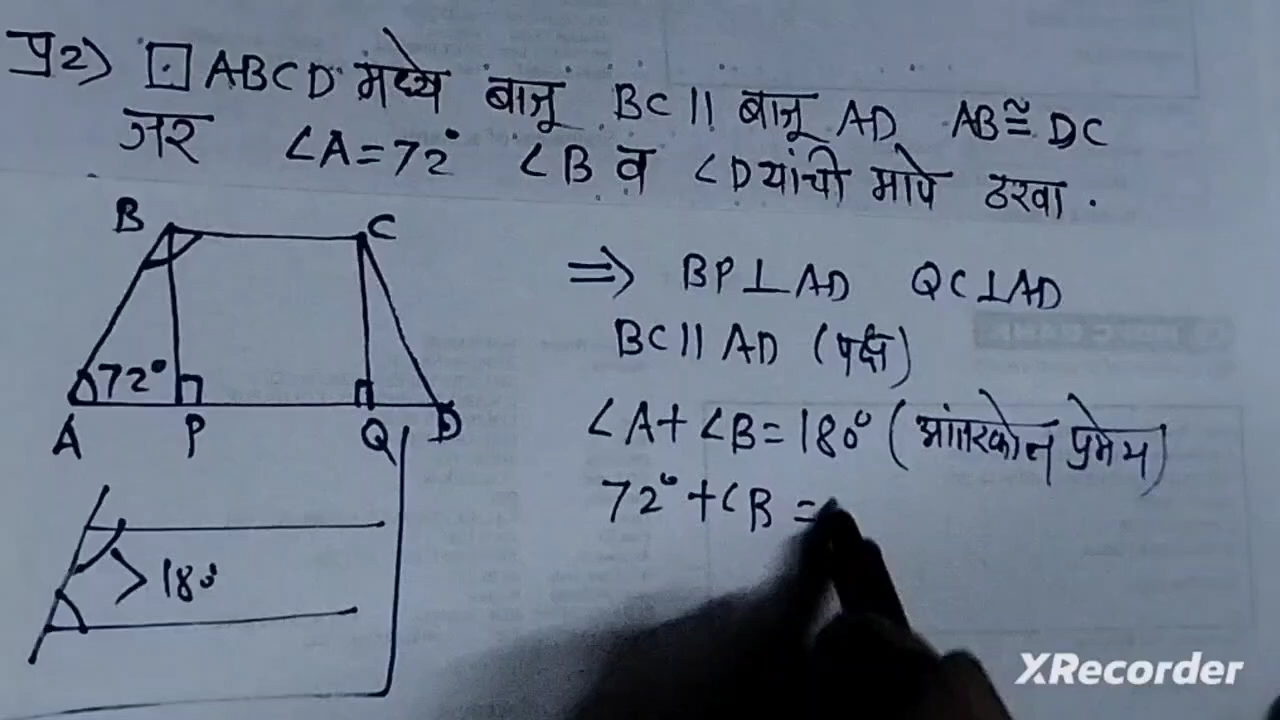 प्र2) □ABCD मध्ये बाजू BC || बाजू AD AB≅DC
जर ∠A=72° ∠B व ∠D यांची मापे ठरवा.
B C
72°
A P Q D
180°
⇒ BP⊥AD QC⊥AD
BC || AD (पक्ष)
∠A+∠B=180° (आंतरकोन प्रमेय)
72°+∠B =
XRecorder